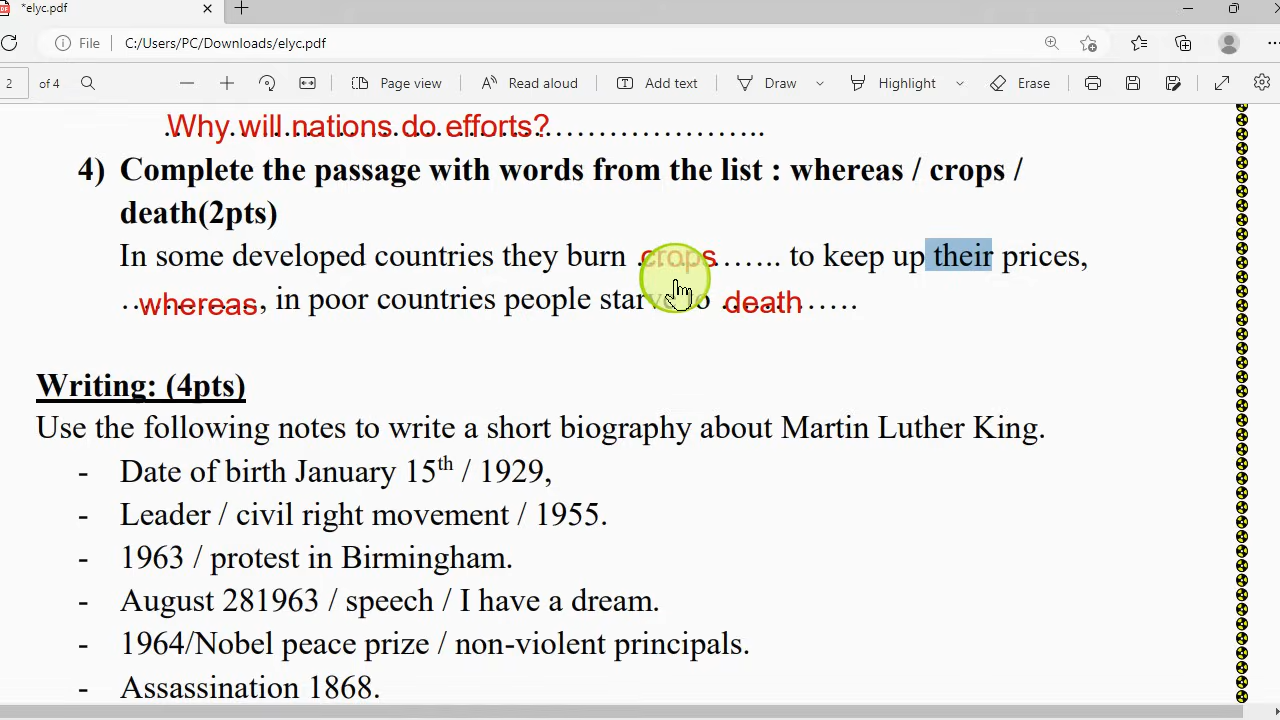 *elyc.pdf
File C:/Users/PC/Downloads/elyc.pdf
2 of 4 Page view Read aloud Add text Draw Highlight Erase
Why will nations do efforts?
4) Complete the passage with words from the list : whereas / crops /
death(2pts)
In some developed countries they burn crops…….. to keep up their prices,
whereas, in poor countries people starve to death………….
Writing: (4pts)
Use the following notes to write a short biography about Martin Luther King.
- Date of birth January 15th / 1929,
- Leader / civil right movement / 1955.
- 1963 / protest in Birmingham.
- August 281963 / speech / I have a dream.
- 1964/Nobel peace prize / non-violent principals.
- Assassination 1868.